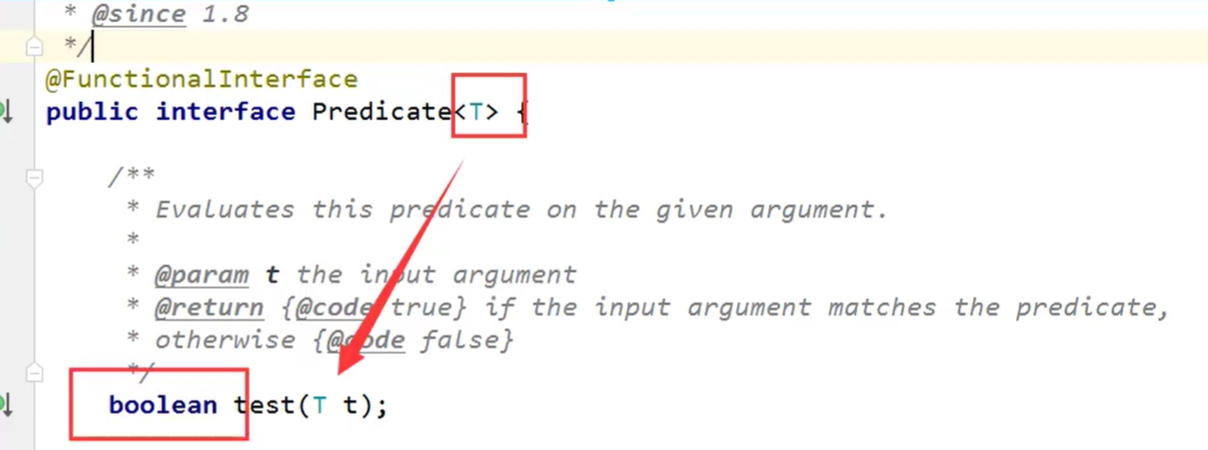 * @since 1.8
*/
@FunctionalInterface
public interface Predicate<T> {
/**
* Evaluates this predicate on the given argument.
*
* @param t the input argument
* @return {@code true} if the input argument matches the predicate,
* otherwise {@code false}
*/
boolean test(T t);